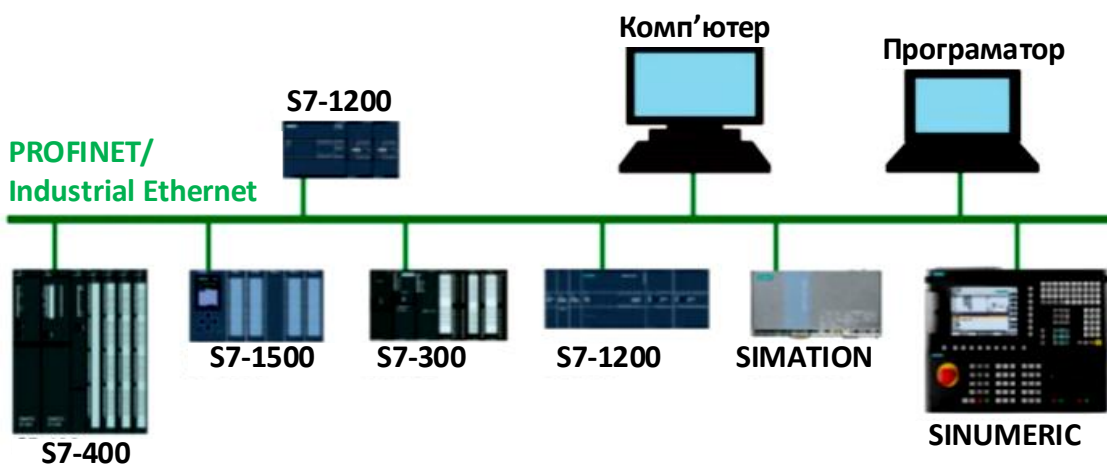 Комп’ютер
Програматор
S7-1200
PROFINET/
Industrial Ethernet
S7-1500
S7-300
S7-1200
SIMATION
SINUMERIC
S7-400